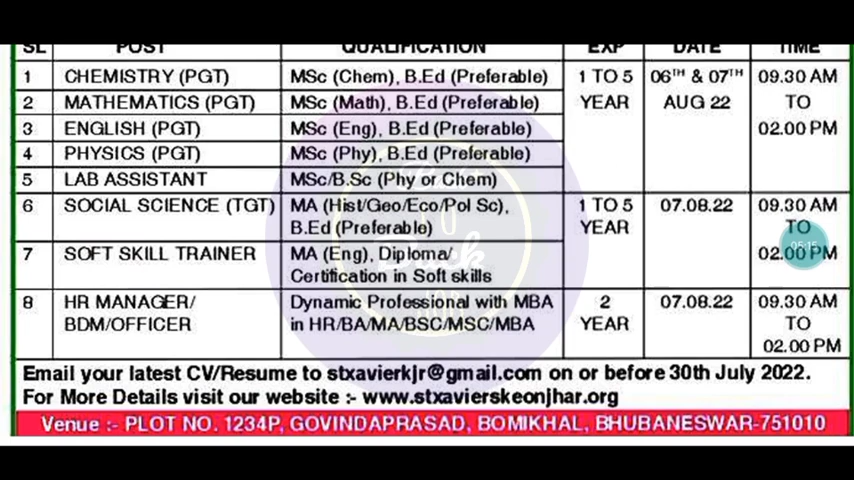 SL POST QUALIFICATION EXP DATE TIME
1 CHEMISTRY (PGT) MSc (Chem), B.Ed (Preferable) 1 TO 5 06TH & 07TH 09.30 AM
2 MATHEMATICS (PGT) MSc (Math), B.Ed (Preferable) YEAR AUG 22 TO
3 ENGLISH (PGT) MSc (Eng), B.Ed (Preferable) 02.00 PM
4 PHYSICS (PGT) MSc (Phy), B.Ed (Preferable)
5 LAB ASSISTANT MSc/B.Sc (Phy or Chem)
6 SOCIAL SCIENCE (TGT) MA (Hist/Geo/Eco/Pol Sc), 1 TO 5 07.08.22 09.30 AM
B.Ed (Preferable) YEAR TO
7 SOFT SKILL TRAINER MA (Eng), Diploma/ 02.00 PM
Certification in Soft skills
8 HR MANAGER/ Dynamic Professional with MBA 2 07.08.22 09.30 AM
BDM/OFFICER in HR/BA/MA/BSC/MSC/MBA YEAR TO
02.00 PM
Email your latest CV/Resume to stxavierkjr@gmail.com on or before 30th July 2022.
For More Details visit our website :- www.stxavierskeonjhar.org
Venue :- PLOT NO. 1234P, GOVINDAPRASAD, BOMIKHAL, BHUBANESWAR-751010
05:15